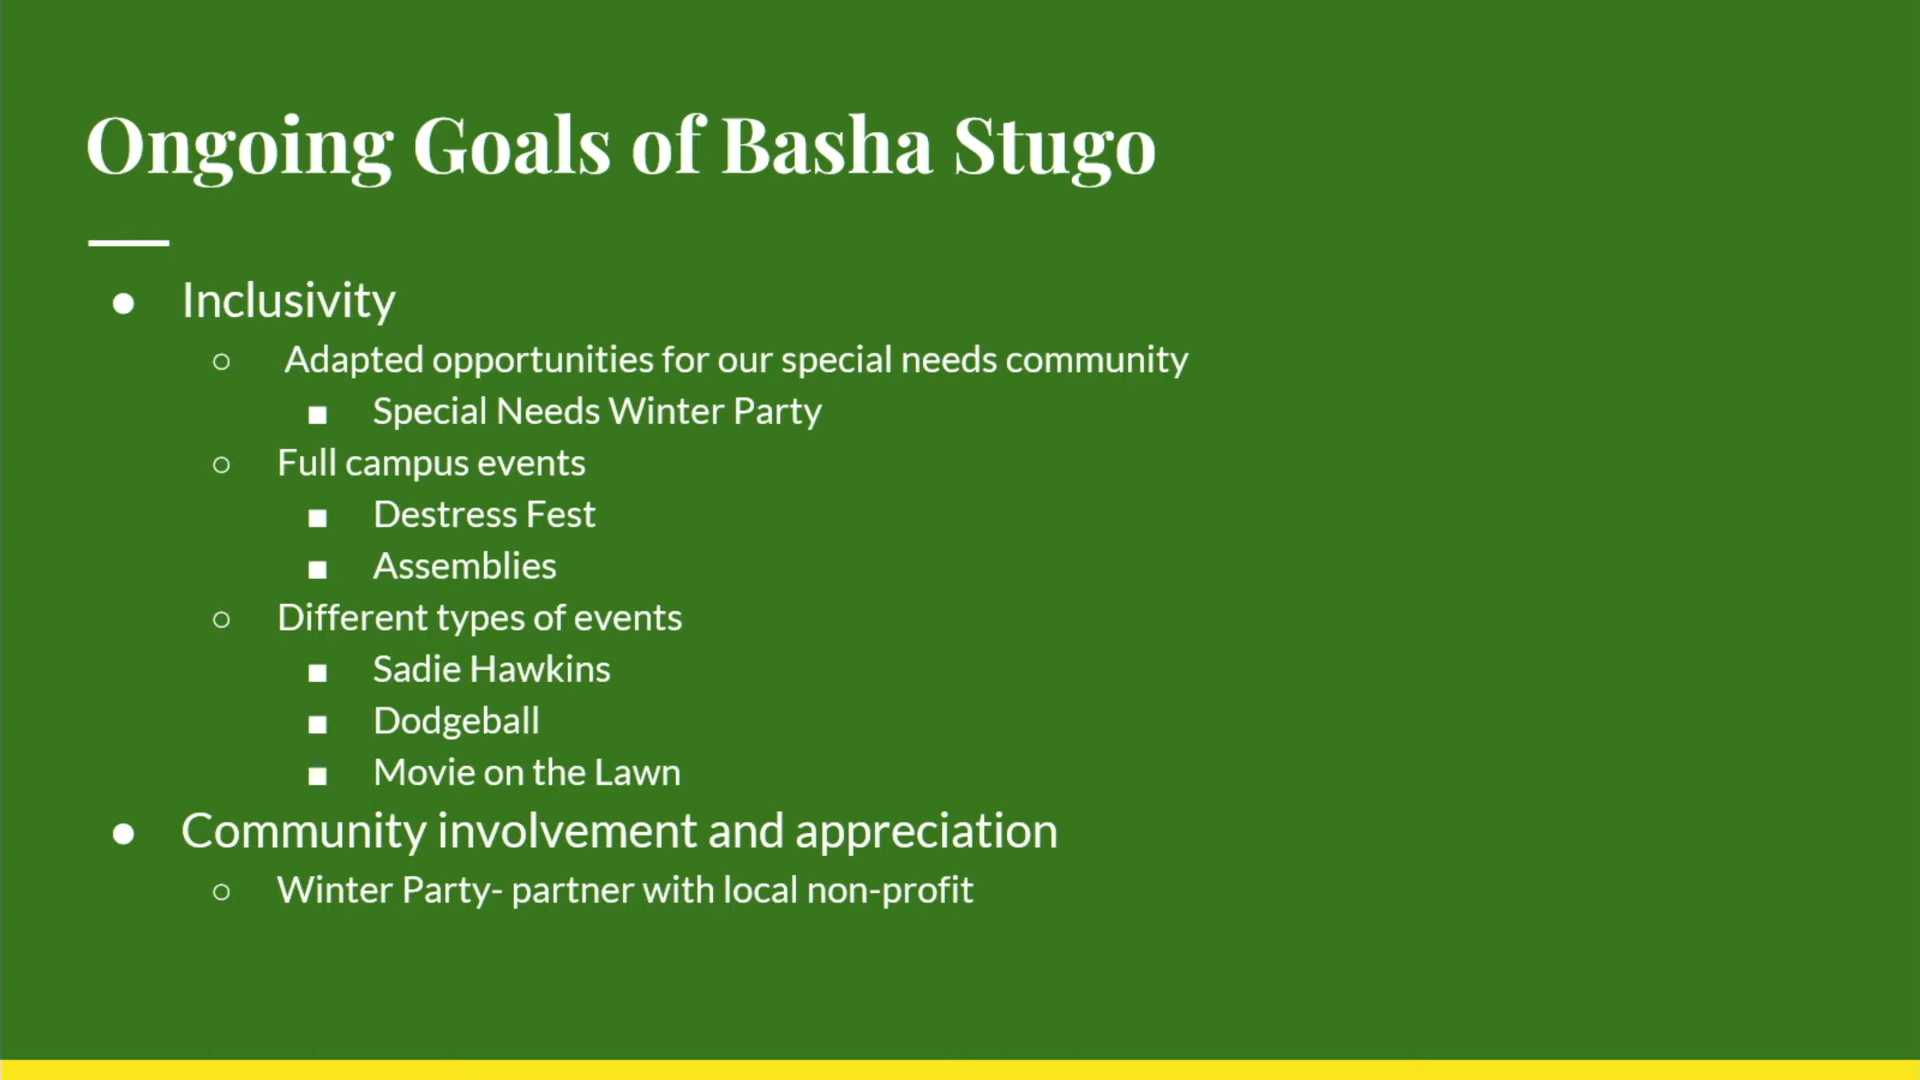 Ongoing Goals of Basha Stugo
● Inclusivity
○ Adapted opportunities for our special needs community
■ Special Needs Winter Party
○ Full campus events
■ Destress Fest
■ Assemblies
○ Different types of events
■ Sadie Hawkins
■ Dodgeball
■ Movie on the Lawn
● Community involvement and appreciation
○ Winter Party- partner with local non-profit